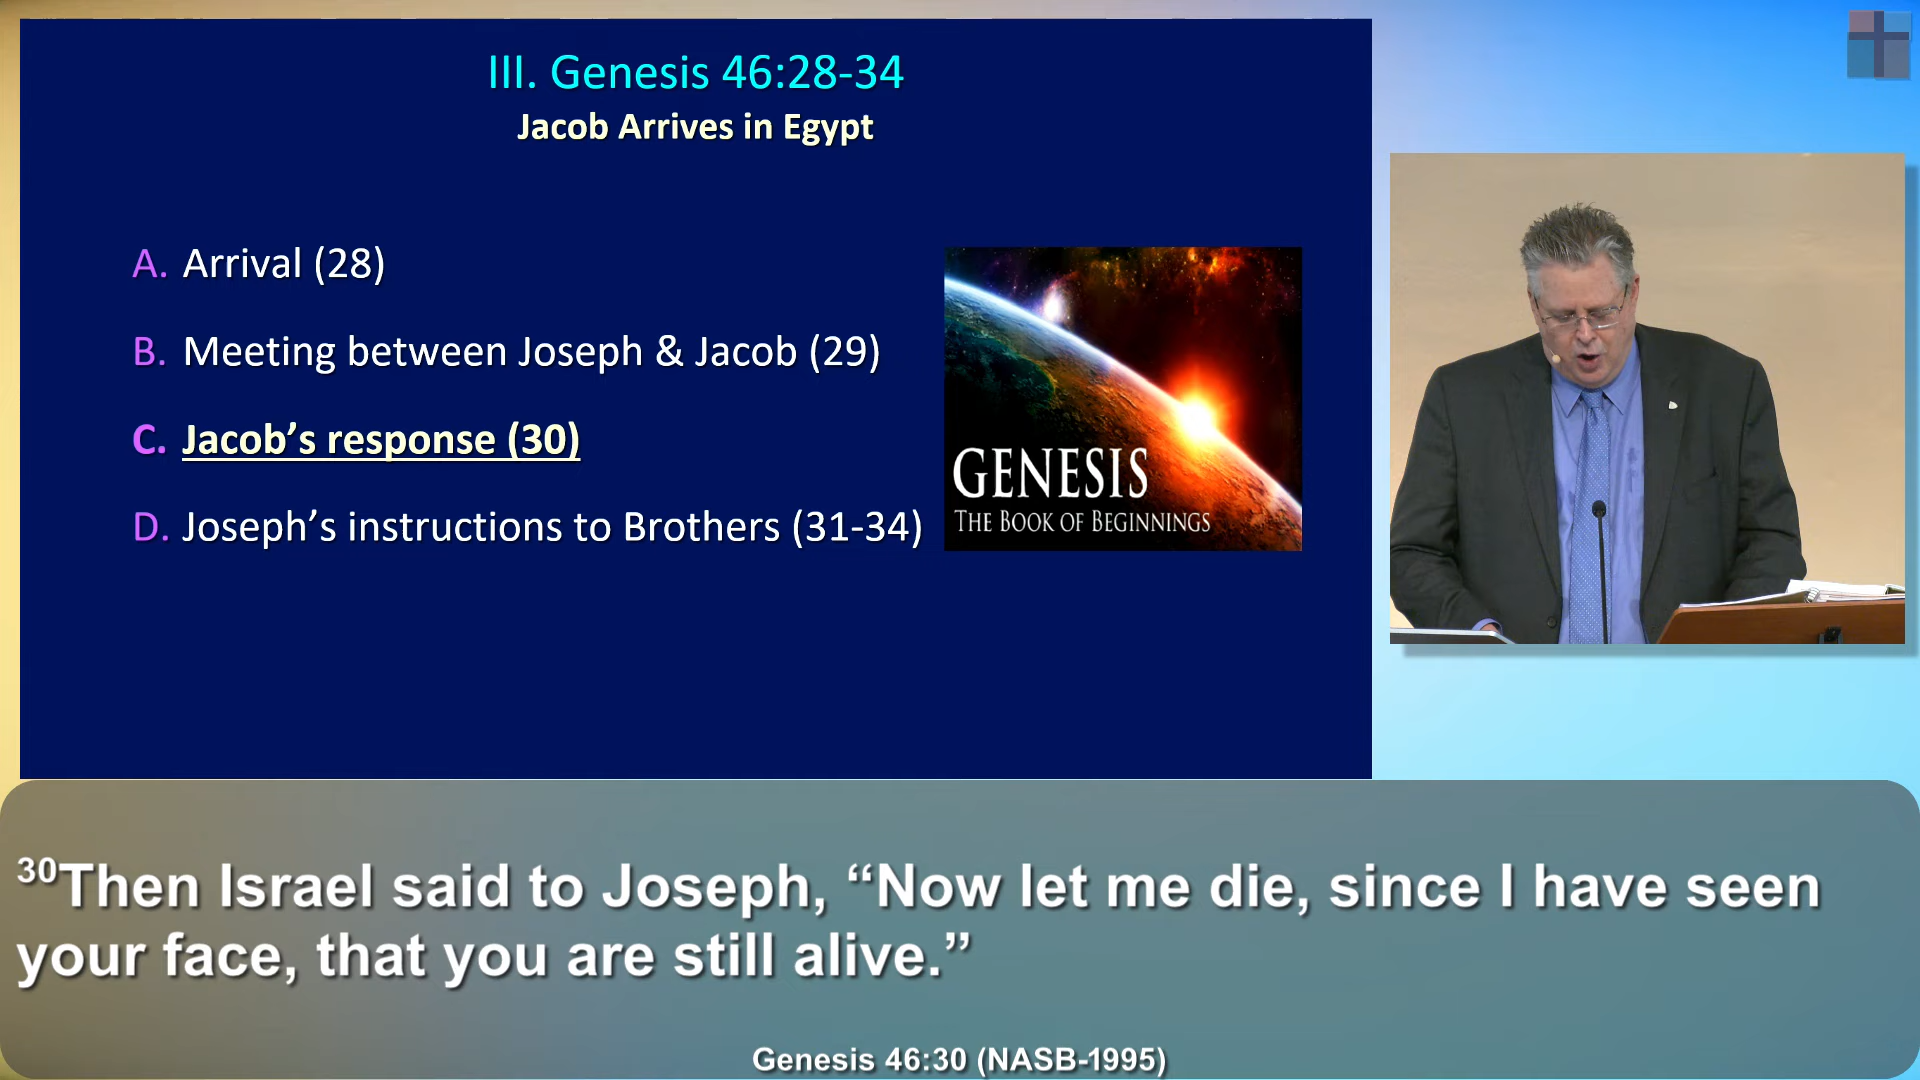 III. Genesis 46:28-34
Jacob Arrives in Egypt
A. Arrival (28)
B. Meeting between Joseph & Jacob (29)
C. Jacob’s response (30)
D. Joseph’s instructions to Brothers (31-34)
GENESIS
THE BOOK OF BEGINNINGS
30Then Israel said to Joseph, “Now let me die, since I have seen
your face, that you are still alive.”
Genesis 46:30 (NASB-1995)